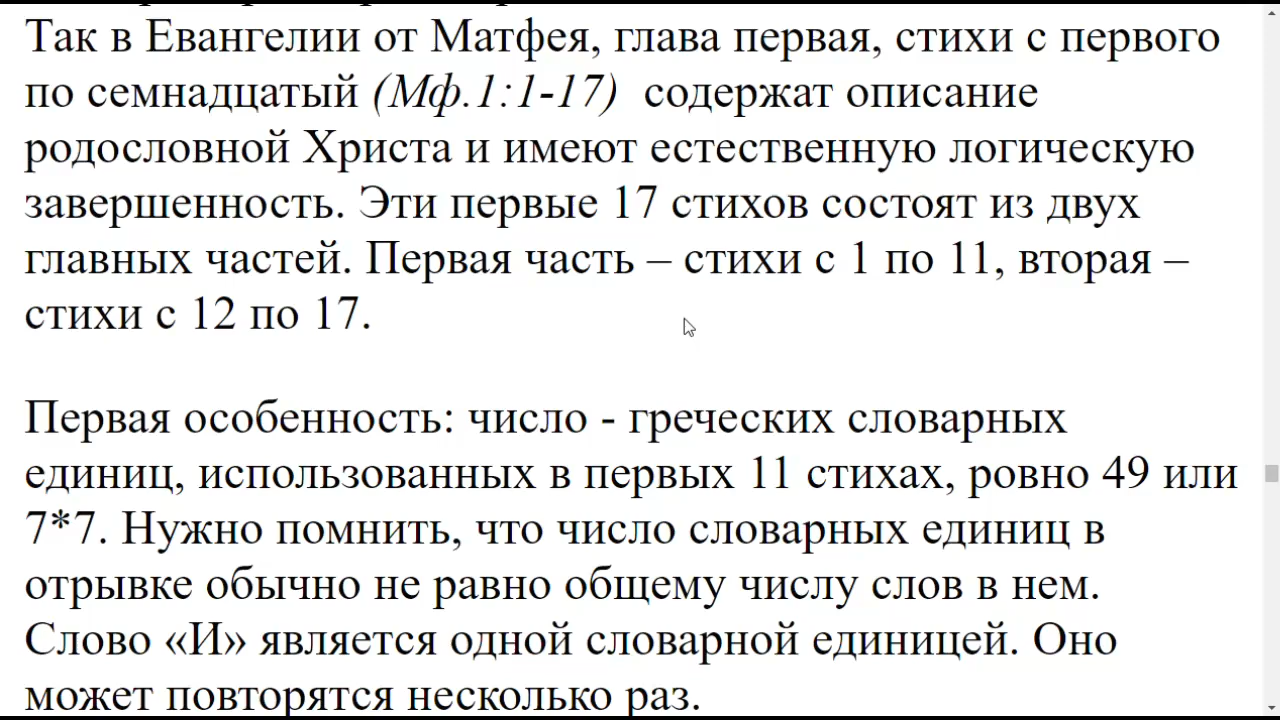 Так в Евангелии от Матфея, глава первая, стихи с первого
по семнадцатый (Мф.1:1-17) содержат описание
родословной Христа и имеют естественную логическую
завершенность. Эти первые 17 стихов состоят из двух
главных частей. Первая часть – стихи с 1 по 11, вторая –
стихи с 12 по 17.
Первая особенность: число - греческих словарных
единиц, использованных в первых 11 стихах, ровно 49 или
7*7. Нужно помнить, что число словарных единиц в
отрывке обычно не равно общему числу слов в нем.
Слово «И» является одной словарной единицей. Оно
может повторятся несколько раз.